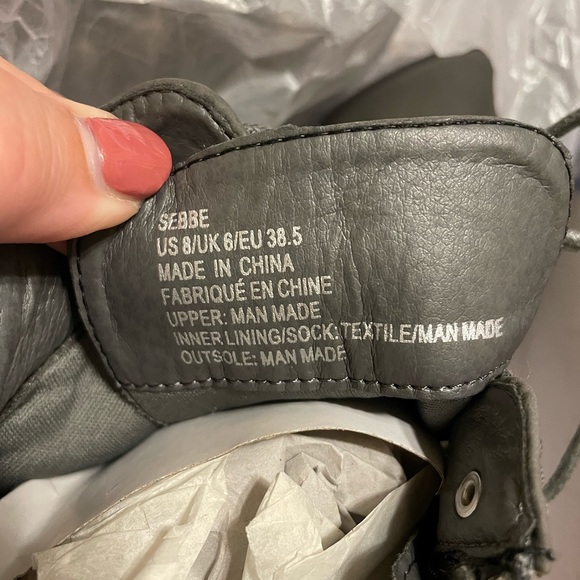 SEBBE
US 8/UK 6/EU 38.5
MADE IN CHINA
FABRIQUÉ EN CHINE
UPPER: MAN MADE
INNER LINING/SOCK:TEXTILE/MAN MADE
OUTSOLE: MAN MADE